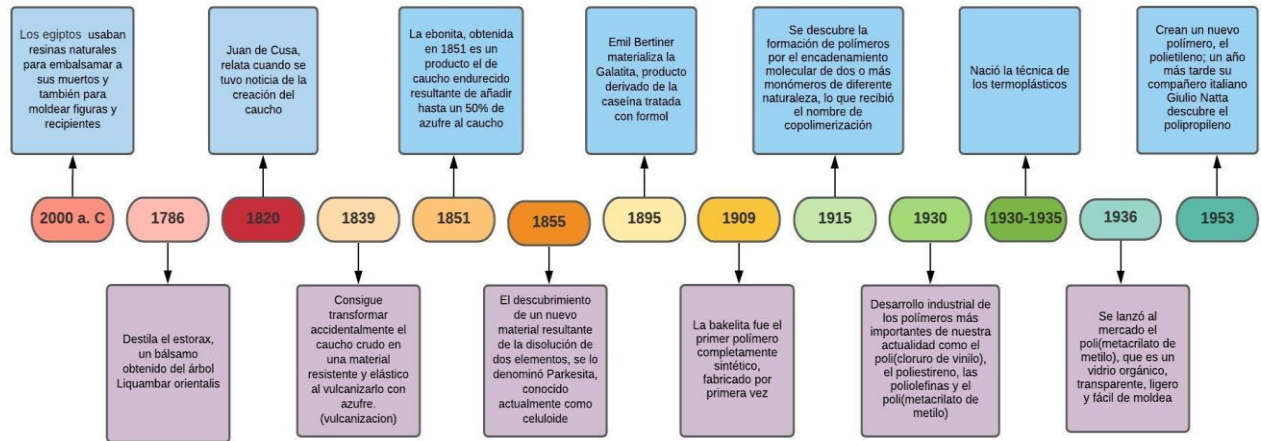 Los egiptos usaban
resinas naturales
para embalsamar a
sus muertos y
también para
moldear figuras y
recipientes
Juan de Cusa,
relata cuando se
tuvo noticia de la
creación del
caucho
La ebonita, obtenida
en 1851 es un
producto el de
caucho endurecido
resultante de añadir
hasta un 50% de
azufre al caucho
Emil Bertiner
materializa la
Galatita, producto
derivado de la
caseína tratada
con formol
Se descubre la
formación de polímeros
por el encadenamiento
molecular de dos o más
monómeros de diferente
naturaleza, lo que recibió
el nombre de
copolimerización
Nació la técnica de
los termoplásticos
Crean un nuevo
polímero, el
polietileno; un año
más tarde su
compañero italiano
Giulio Natta
descubre el
polipropileno
2000 a. C
1786
1820
1839
1851
1855
1895
1909
1915
1930
1930-1935
1936
1953
Destila el estorax,
un bálsamo
obtenido del árbol
Liquambar orientalis
Consigue
transformar
accidentalmente el
caucho crudo en
una material
resistente y elástico
al vulcanizarlo con
azufre.
(vulcanizacion)
El descubrimiento
de un nuevo
material resultante
de la disolución de
dos elementos, se lo
denominó Parkesita,
conocido
actualmente como
celuloide
La bakelita fue el
primer polímero
completamente
sintético,
fabricado por
primera vez
Desarrollo industrial de
los polímeros más
importantes de nuestra
actualidad como el
poli(cloruro de vinilo),
el poliestireno, las
poliolefinas y el
poli(metacrilato de
metilo)
Se lanzó al
mercado el
poli(metacrilato de
metilo), que es un
vidrio orgánico,
transparente, ligero
y fácil de moldea